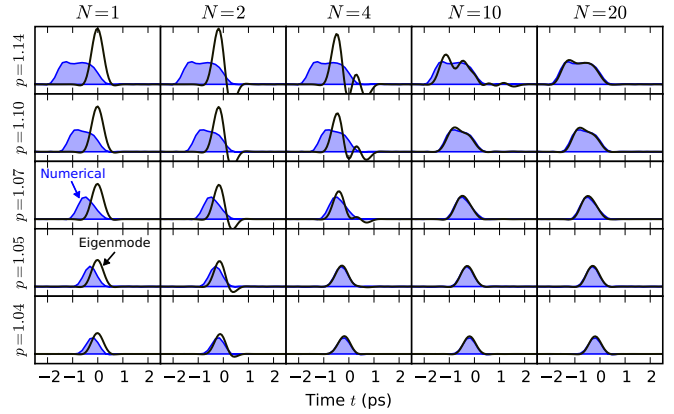 N=1 N=2 N=4 N=10 N=20
p=1.14
p=1.10
p=1.07
Numerical
p=1.05
Eigenmode
p=1.04
−2 −1 0 1 2 −2 −1 0 1 2 −2 −1 0 1 2 −2 −1 0 1 2 −2 −1 0 1 2
Time t (ps)